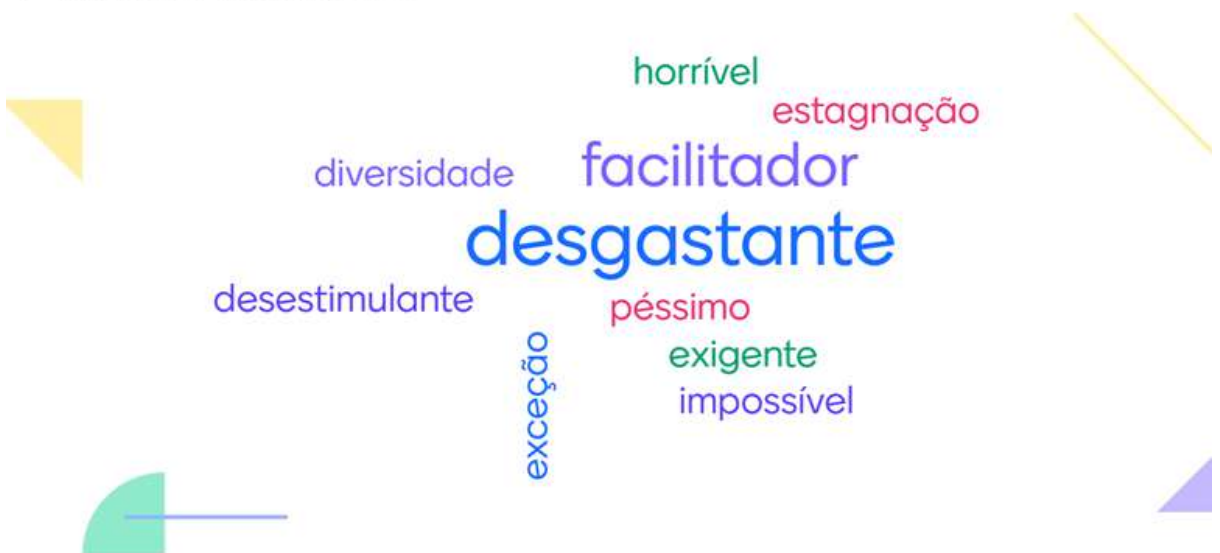 horrível
estagnação
diversidade
facilitador
desgastante
desestimulante
péssimo
exceção
exigente
impossível